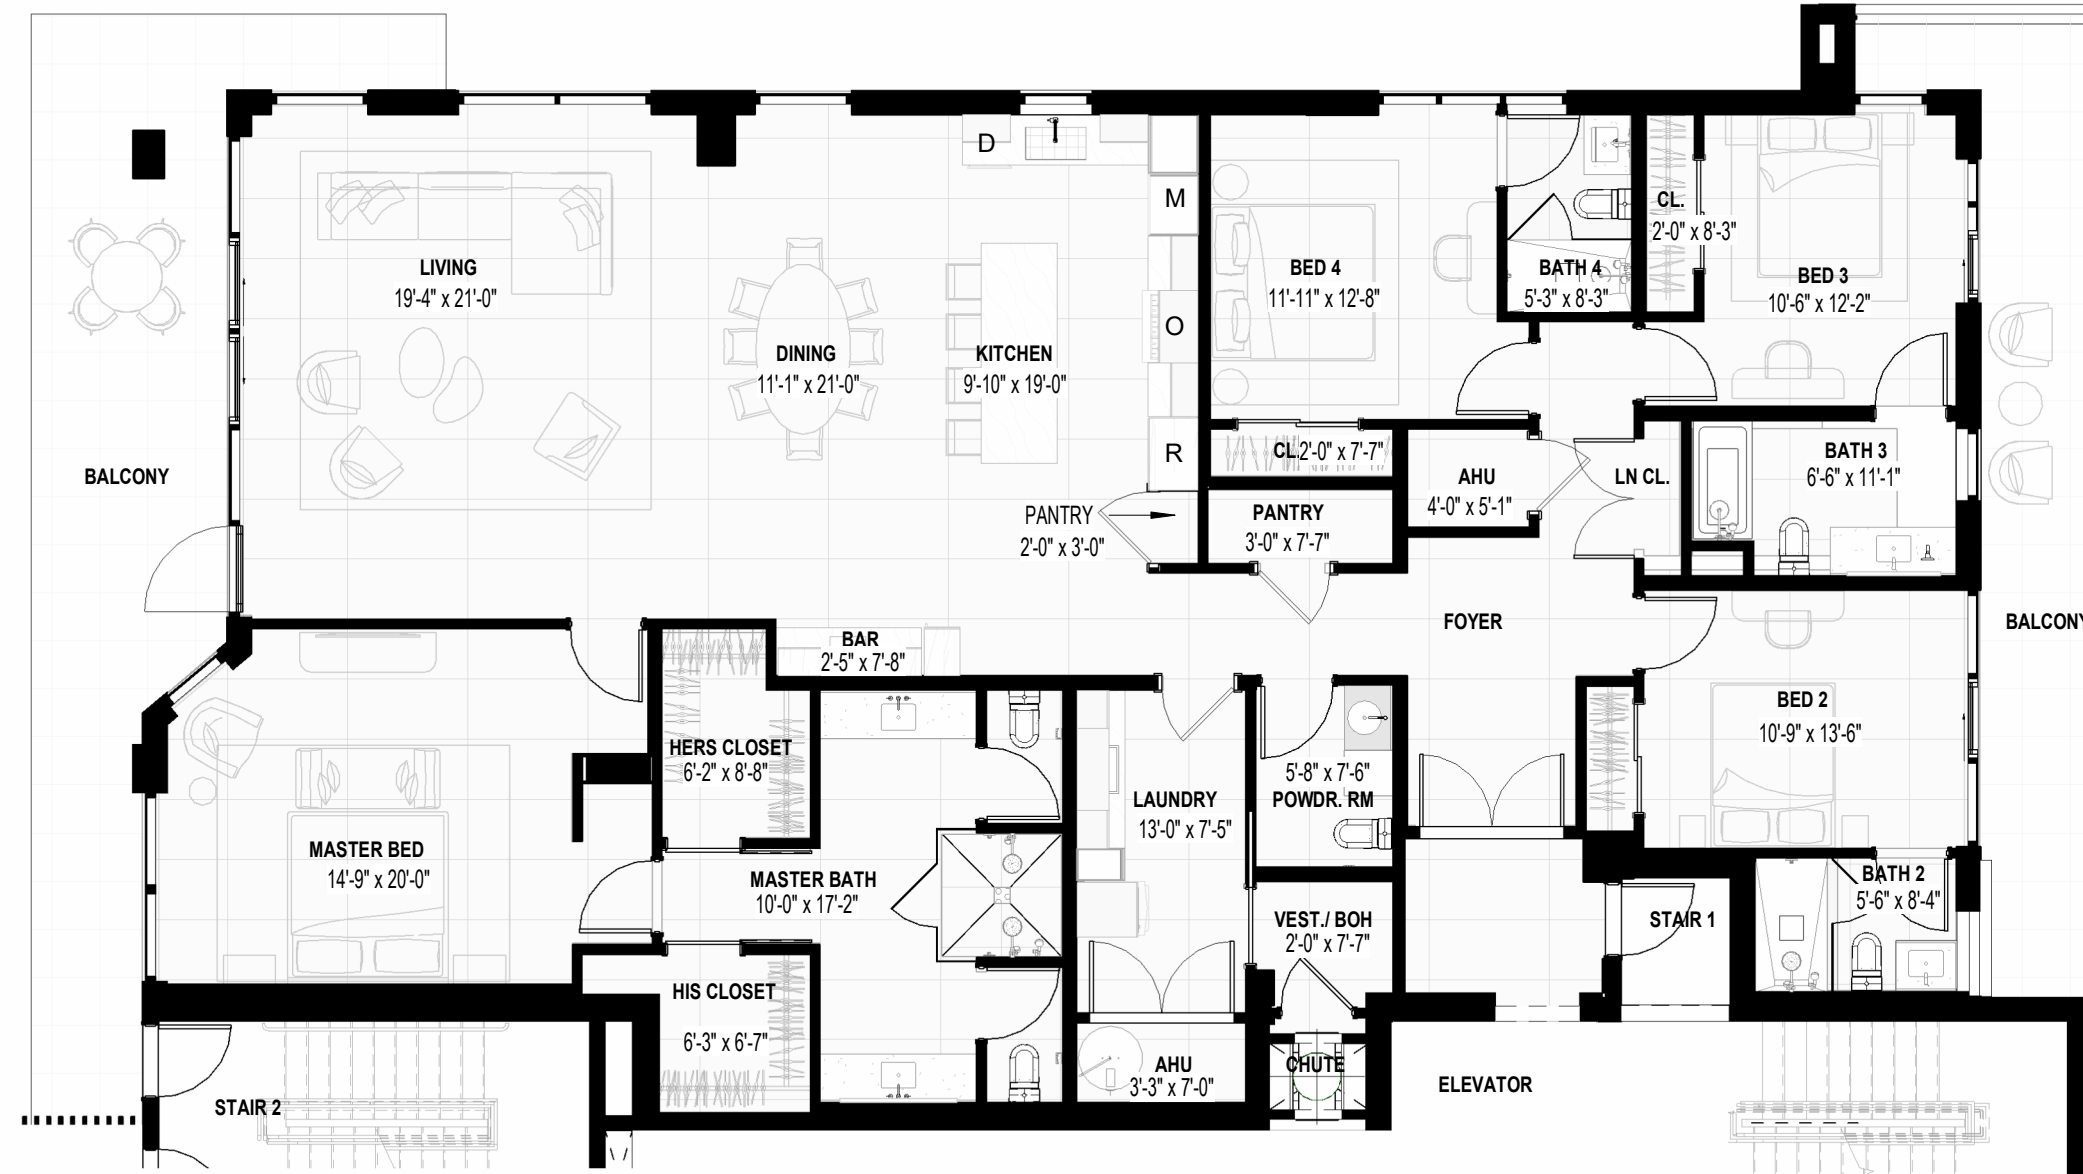 D
M
CL.
2'-0" x 8'-3"
LIVING
19'-4" x 21'-0"
BED 4
11'-11" x 12'-8"
BATH 4
5'-3" x 8'-3"
BED 3
10'-6" x 12'-2"
O
DINING
11'-1" x 21'-0"
KITCHEN
9'-10" x 19'-0"
R
CL.
2'-0" x 7'-7"
BALCONY
AHU
4'-0" x 5'-1"
LN CL.
BATH 3
6'-6" x 11'-1"
PANTRY
2'-0" x 3'-0"
PANTRY
3'-0" x 7'-7"
FOYER
BALCONY
BAR
2'-5" x 7'-8"
BED 2
10'-9" x 13'-6"
HERS CLOSET
6'-2" x 8'-8"
5'-8" x 7'-6"
POWDR. RM
LAUNDRY
13'-0" x 7'-5"
MASTER BED
14'-9" x 20'-0"
MASTER BATH
10'-0" x 17'-2"
BATH 2
5'-6" x 8'-4"
VEST./ BOH
2'-0" x 7'-7"
STAIR 1
HIS CLOSET
6'-3" x 6'-7"
AHU
3'-3" x 7'-0"
CHUTE
ELEVATOR
STAIR 2